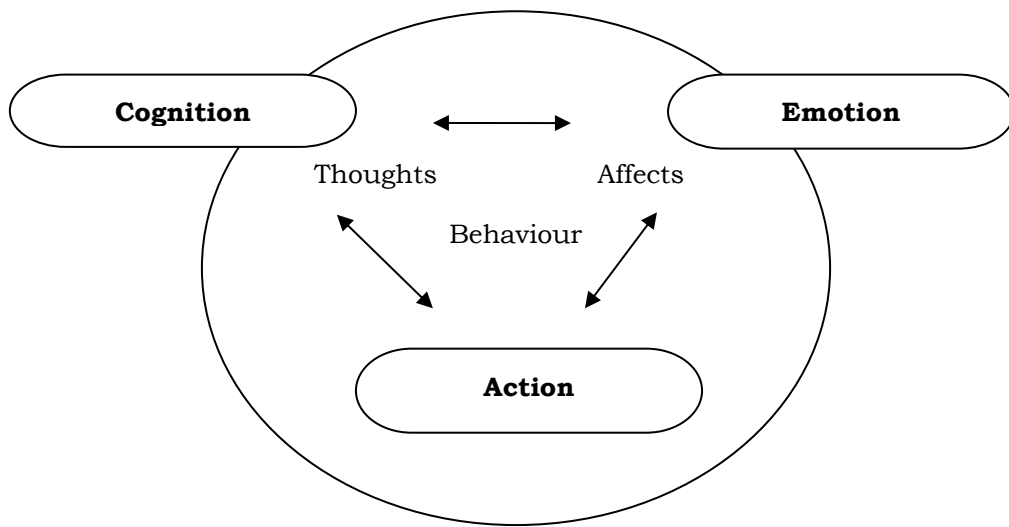 Cognition
Emotion
Thoughts
Affects
Behaviour
Action